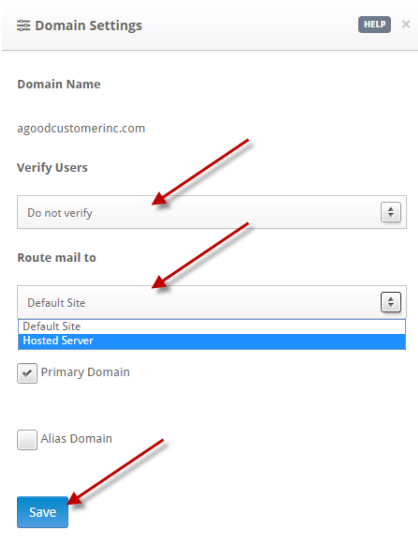 Domain Settings
HELP
Domain Name
agoodcustomerinc.com
Verify Users
Do not verify
Route mail to
Default Site
Default Site
Hosted Server
Primary Domain
Alias Domain
Save